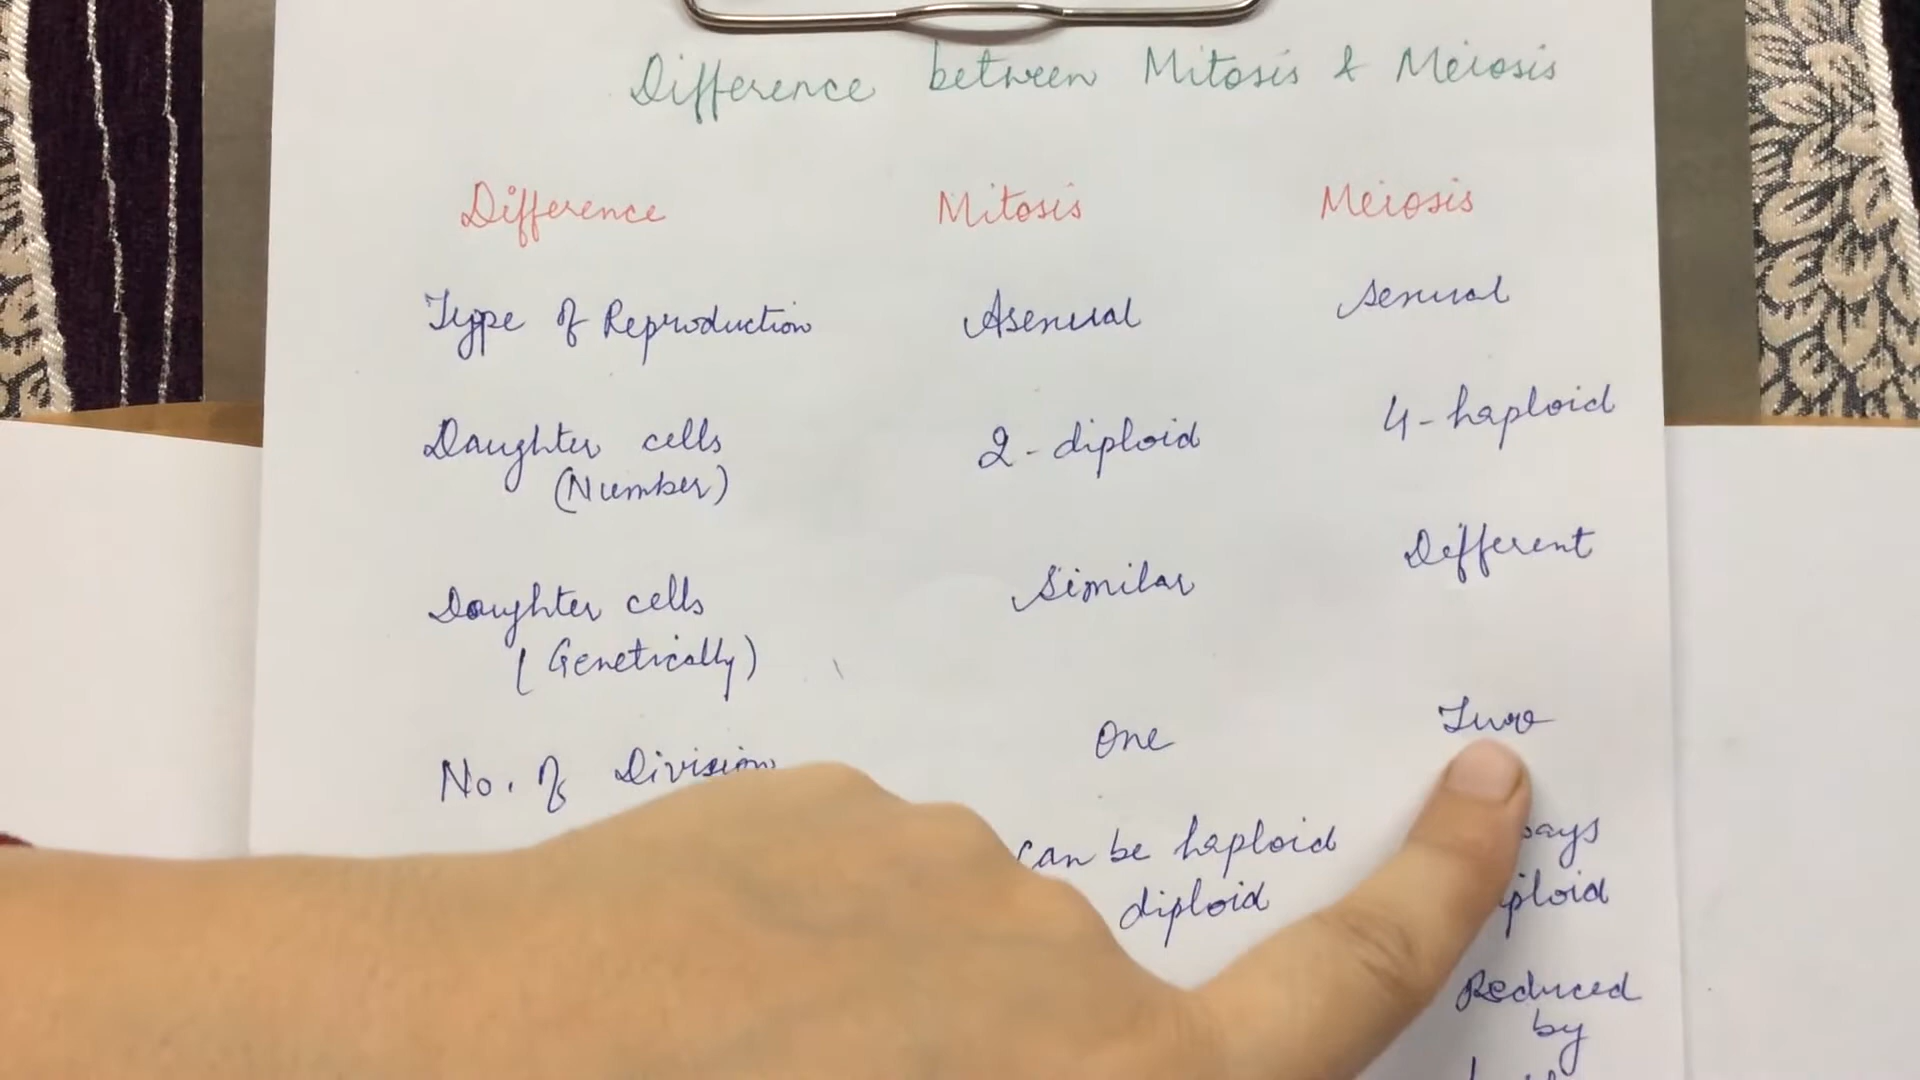 Difference between Mitosis & Meiosis
Difference Mitosis Meiosis
Type of Reproduction Asexual sexual
Daughter cells 2-diploid 4-haploid
(Number)
Daughter cells Similar Different
(Genetically)
No. of Division One Two
can be haploid
diploid
Reduced
by